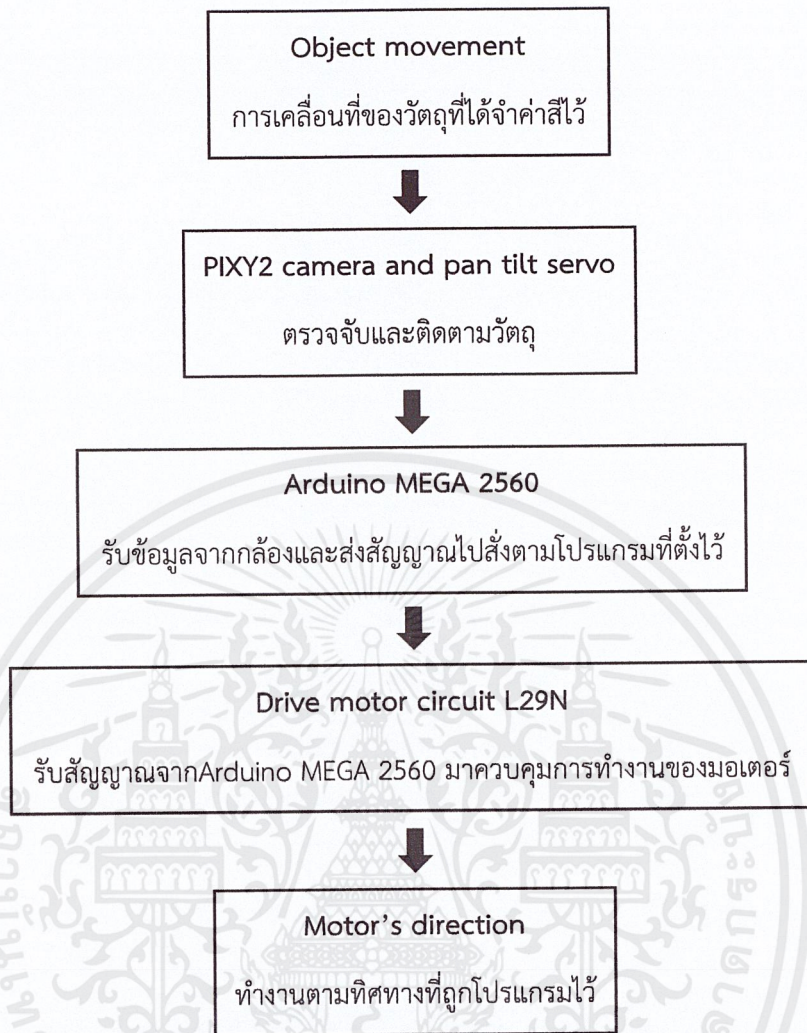 Object movement
การเคลื่อนที่ของวัตถุที่ได้จำค่าสีไว้
PIXY2 camera and pan tilt servo
ตรวจจับและติดตามวัตถุ
Arduino MEGA 2560
รับข้อมูลจากกล้องและส่งสัญญาณไปสั่งตามโปรแกรมที่ตั้งไว้
Drive motor circuit L29N
รับสัญญาณจากArduino MEGA 2560 มาควบคุมการทำงานของมอเตอร์
Motor's direction
ทำงานตามทิศทางที่ถูกโปรแกรมไว้